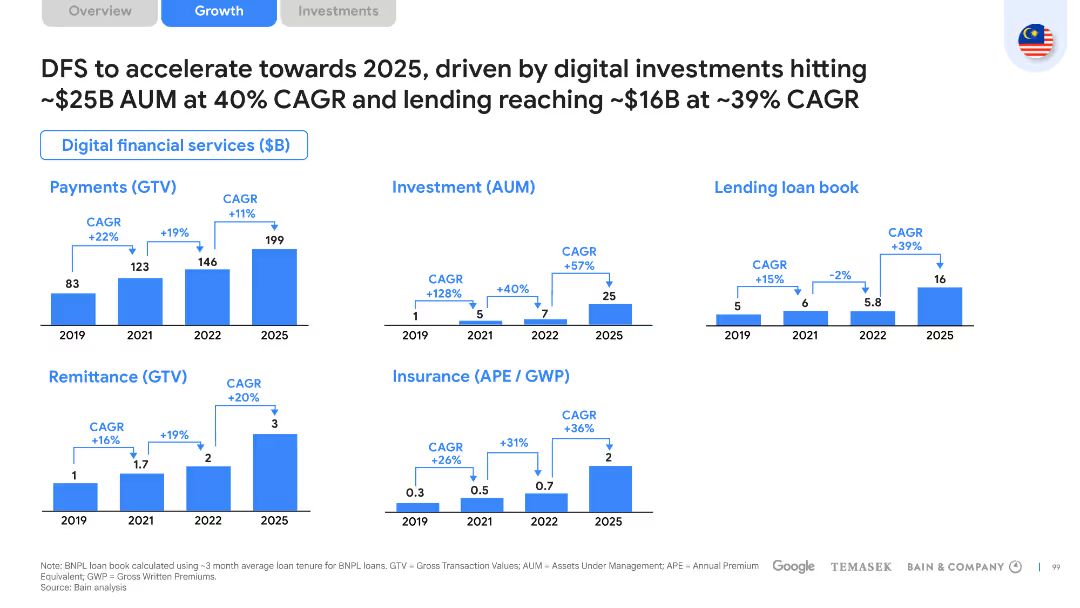 Overview
Growth
Investments
DFS to accelerate towards 2025, driven by digital investments hitting
~$25B AUM at 40% CAGR and lending reaching ~$16B at ~39% CAGR
Digital financial services ($B)
Payments (GTV)
CAGR
+22%
+19%
CAGR
+11%
83
123
146
199
2019
2021
2022
2025
Investment (AUM)
CAGR
+128%
+40%
CAGR
+57%
1
5
7
25
2019
2021
2022
2025
Lending loan book
CAGR
+15%
-2%
CAGR
+39%
5
6
5.8
16
2019
2021
2022
2025
Remittance (GTV)
CAGR
+16%
+19%
CAGR
+20%
1
1.7
2
3
2019
2021
2022
2025
Insurance (APE / GWP)
CAGR
+26%
+31%
CAGR
+36%
0.3
0.5
0.7
2
2019
2021
2022
2025
Note: BNPL loan book calculated using ~3 month average loan tenure for BNPL loans. GTV = Gross Transaction Values; AUM = Assets Under Management; APE = Annual Premium
Equivalent; GWP = Gross Written Premiums.
Source: Bain analysis
Google
TEMASEK
BAIN & COMPANY
99